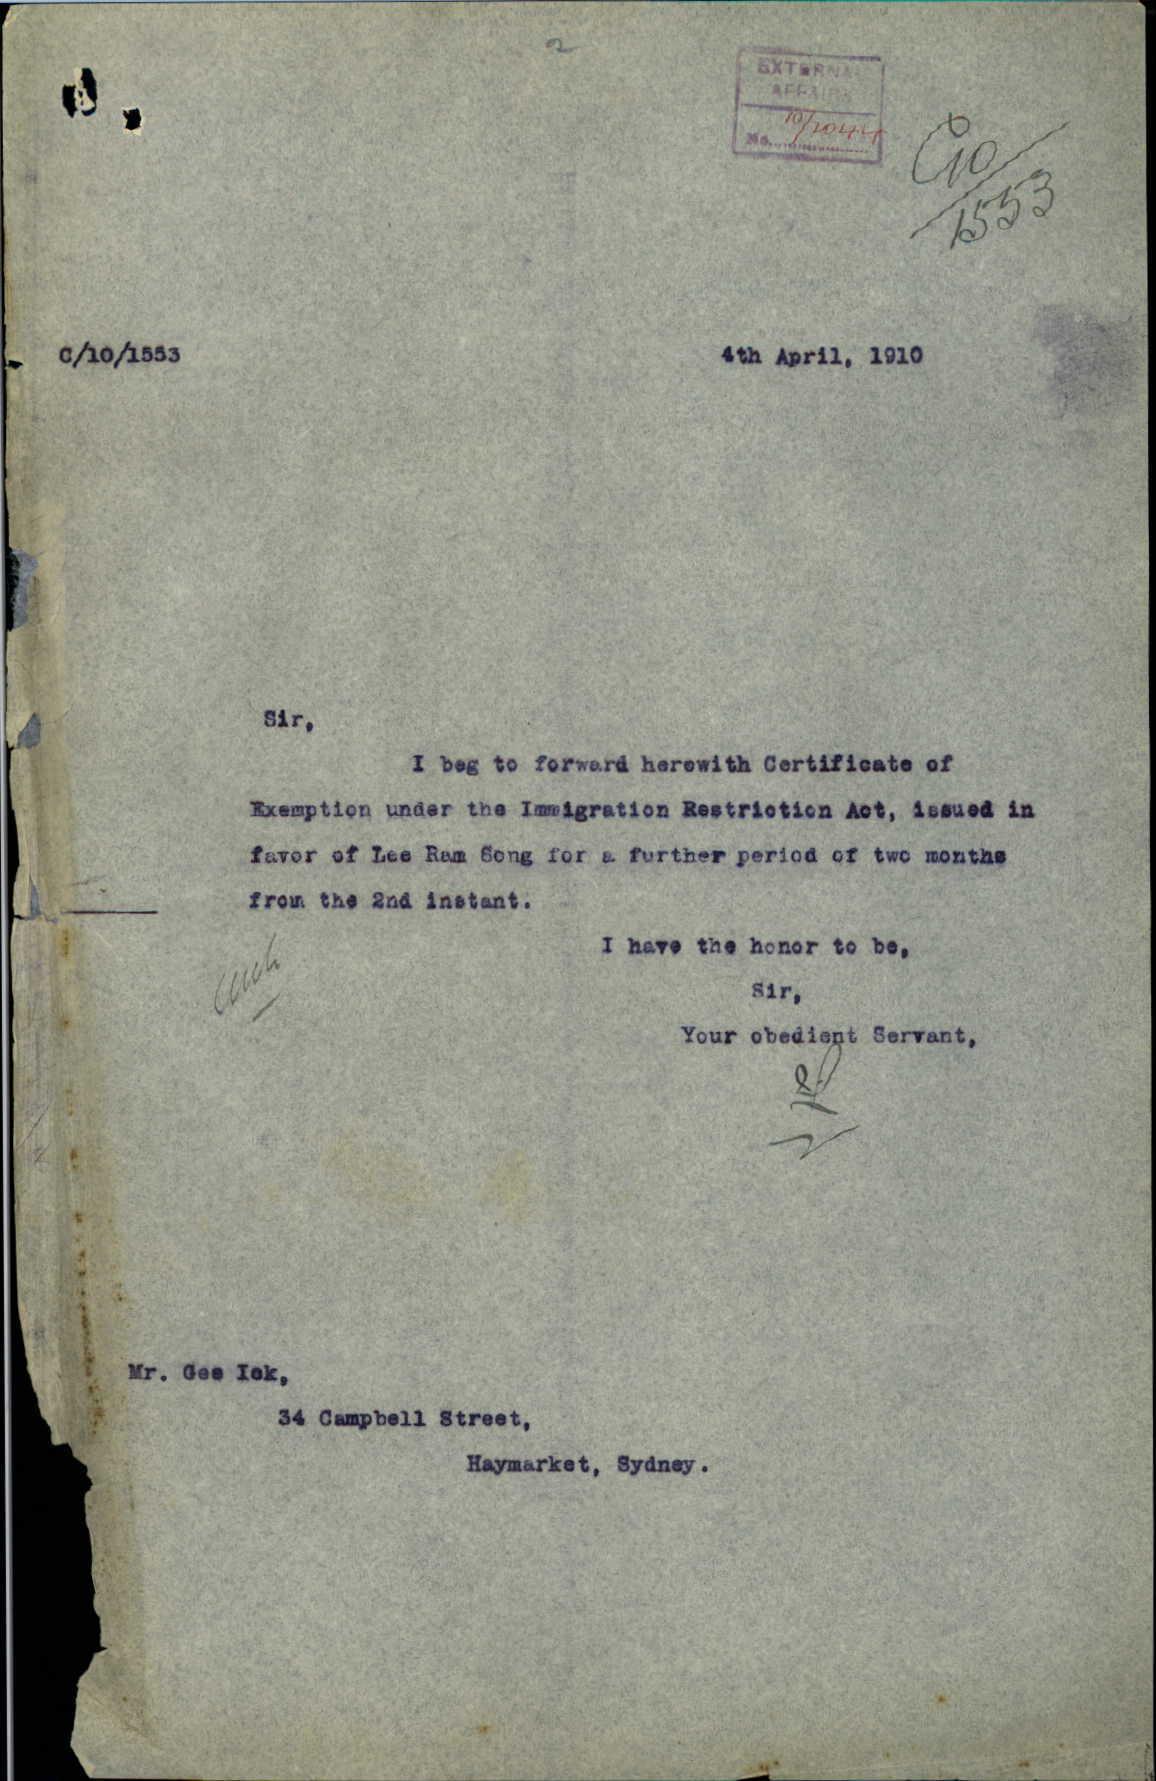 2
EXTERNAL
AFFAIRS
No.
C 10/1553
C/10/1553
4th April, 1910
Sir,
I beg to forward herewith Certificate of
Exemption under the Immigration Restriction Act, issued in
favor of Lee Ram Song for a further period of two months
from the 2nd instant.
I have the honor to be,
Sir,
Your obedient Servant,
Mr. Gee Ick,
34 Campbell Street,
Haymarket, Sydney.